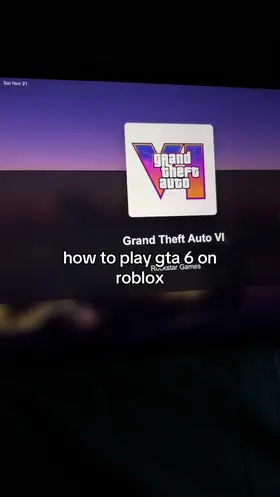 Sat Nov 21
VI
grand
theft
auto
Grand Theft Auto VI
how to play gta 6 on
roblox
Rockstar Games